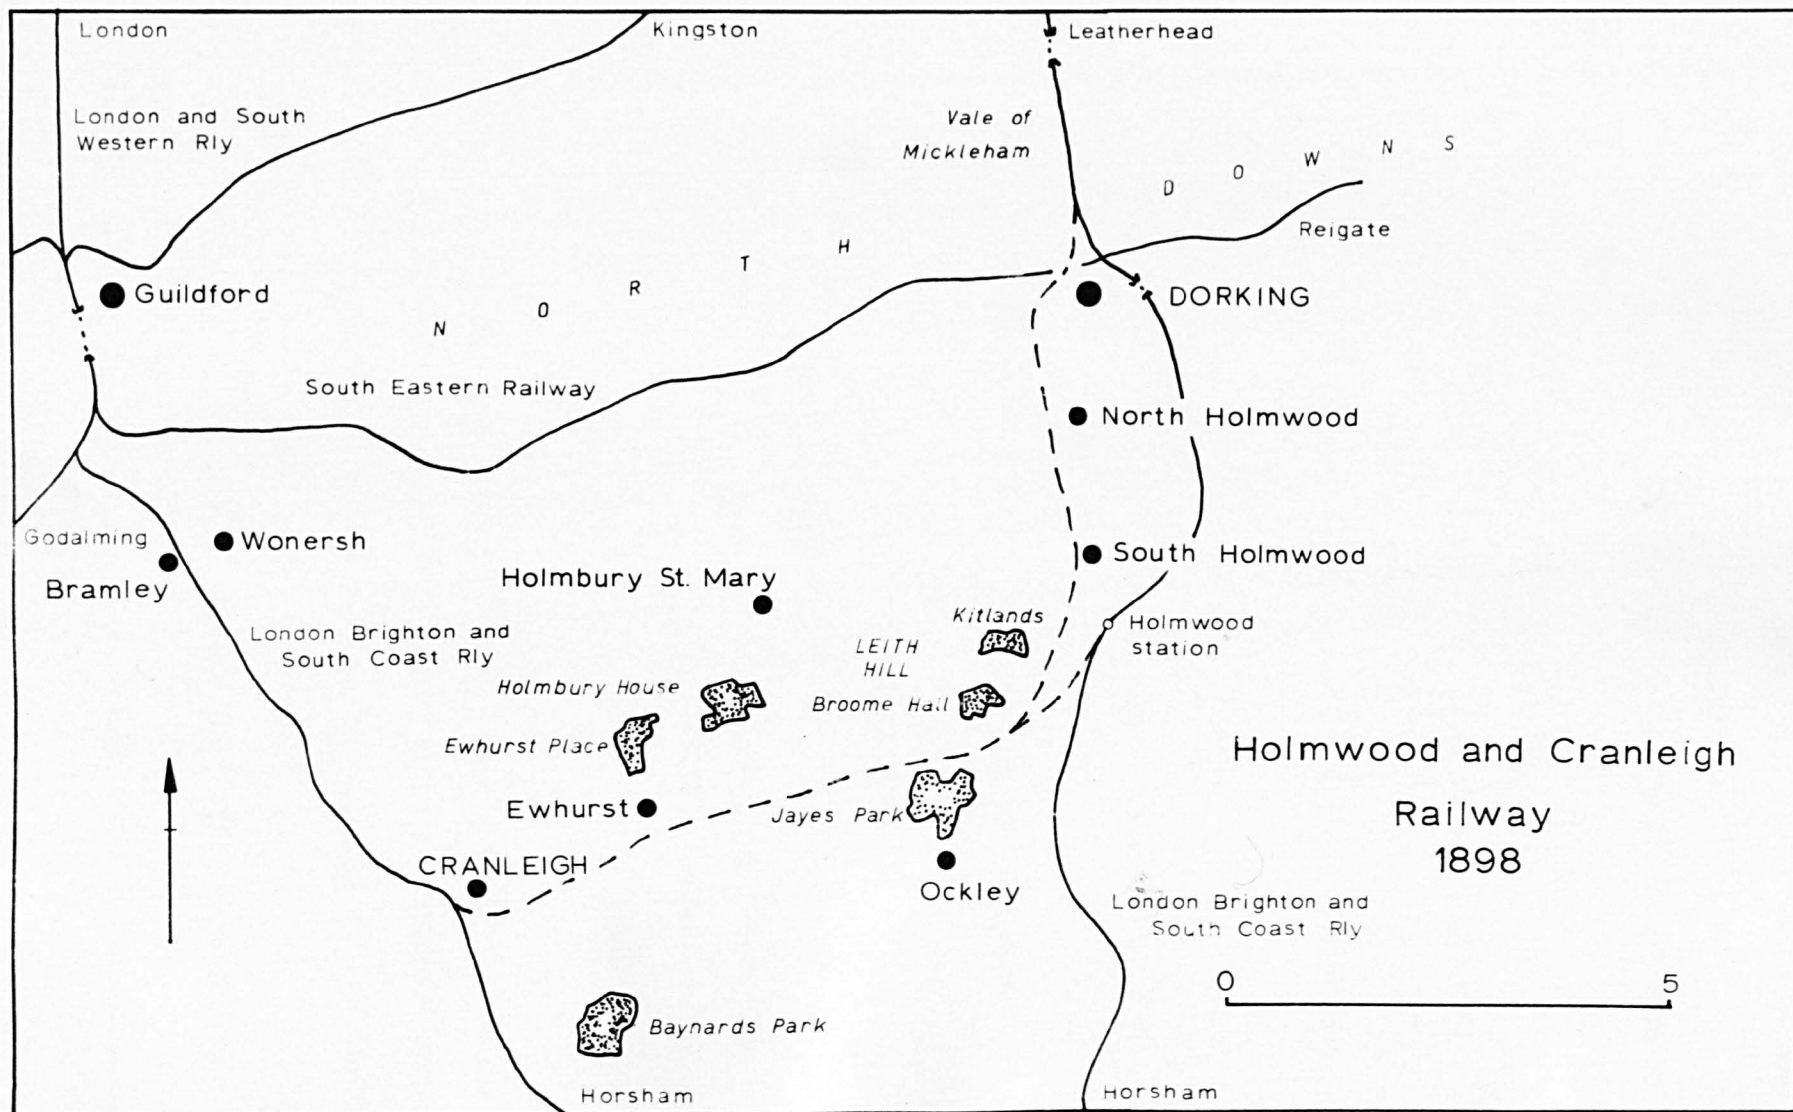 London
Kingston
Leatherhead
London and South
Western Rly
Vale of
Mickleham
N O R T H D O W N S
Reigate
Guildford
DORKING
South Eastern Railway
North Holmwood
Godalming
Wonersh
Bramley
Holmbury St. Mary
South Holmwood
Kitlands
Holmwood
station
London Brighton and
South Coast Rly
LEITH
HILL
Holmbury House
Broome Hall
Ewhurst Place
Holmwood and Cranleigh
Railway
1898
Ewhurst
Jayes Park
CRANLEIGH
Ockley
London Brighton and
South Coast Rly
0 5
Baynards Park
Horsham
Horsham